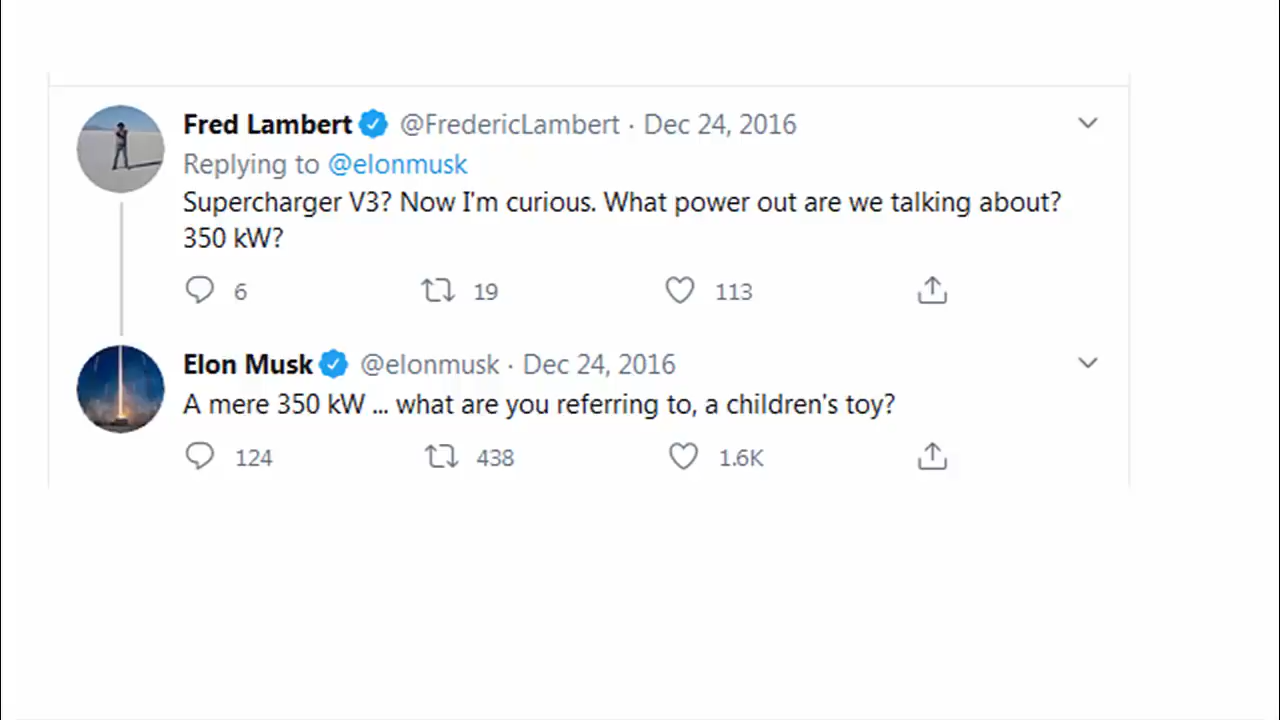 Fred Lambert @FredericLambert · Dec 24, 2016
Replying to @elonmusk
Supercharger V3? Now I'm curious. What power out are we talking about?
350 kW?
6 19 113
Elon Musk @elonmusk · Dec 24, 2016
A mere 350 kW ... what are you referring to, a children's toy?
124 438 1.6K